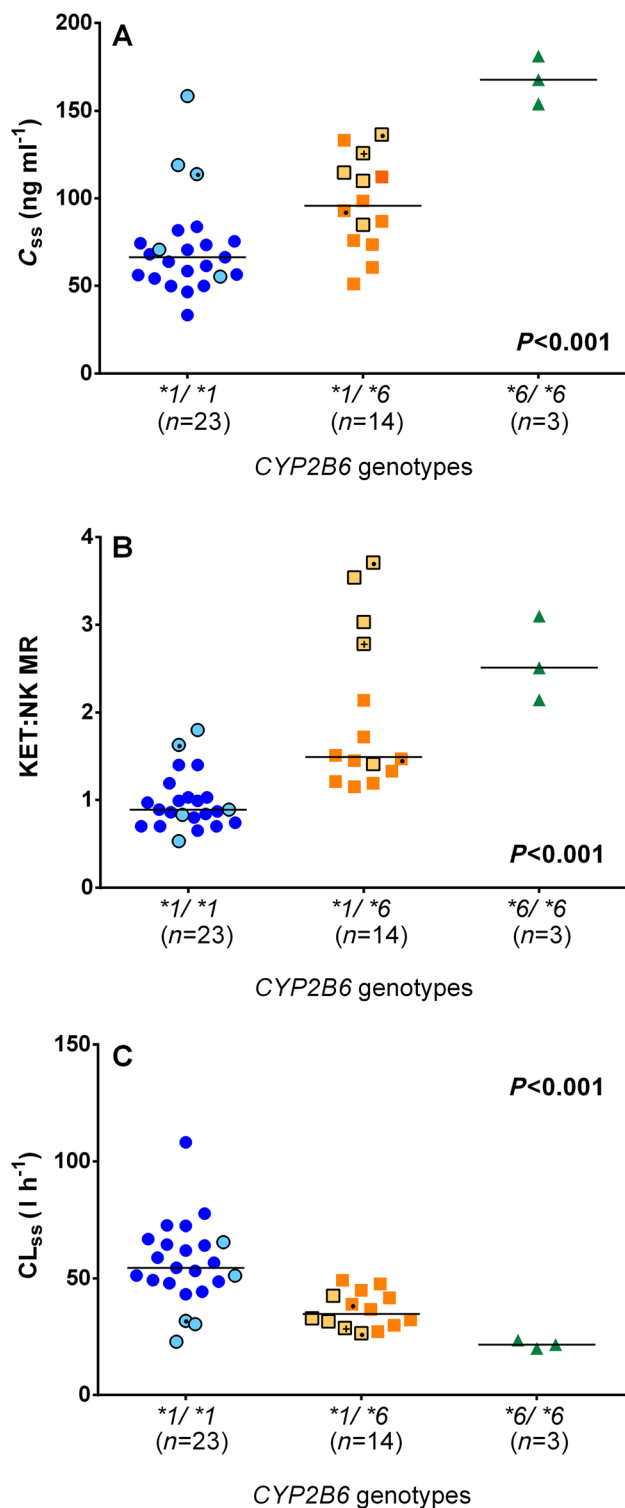 A
200
150
100
50
0
Css (ng ml⁻¹)
P<0.001
*1/ *1 *1/ *6 *6/ *6
(n=23) (n=14) (n=3)
CYP2B6 genotypes
B
4
3
2
1
0
KET:NK MR
P<0.001
*1/ *1 *1/ *6 *6/ *6
(n=23) (n=14) (n=3)
CYP2B6 genotypes
C
150
100
50
0
CLss ( l h⁻¹)
P<0.001
*1/ *1 *1/ *6 *6/ *6
(n=23) (n=14) (n=3)
CYP2B6 genotypes